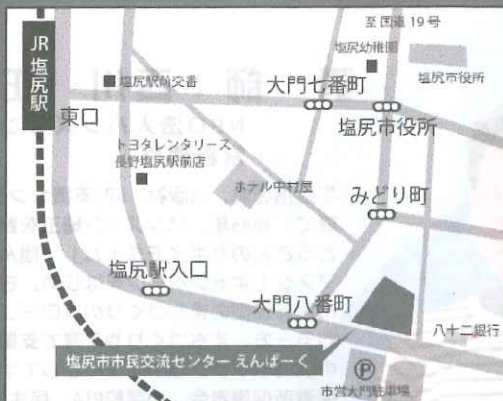 至国道19号
JR
塩尻駅
塩尻幼稚園
塩尻市役所
塩尻駅前交番
大門七番町
東口
塩尻市役所
トヨタレンタリース
長野塩尻駅前店
ホテル中村屋
みどり町
塩尻駅入口
大門八番町
八十二銀行
塩尻市市民交流センター えんぱーく
P
市営大門駐車場